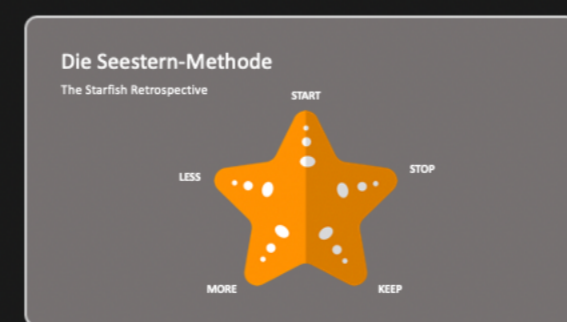 Die Seestern-Methode
The Starfish Retrospective
START
STOP
LESS
MORE
KEEP